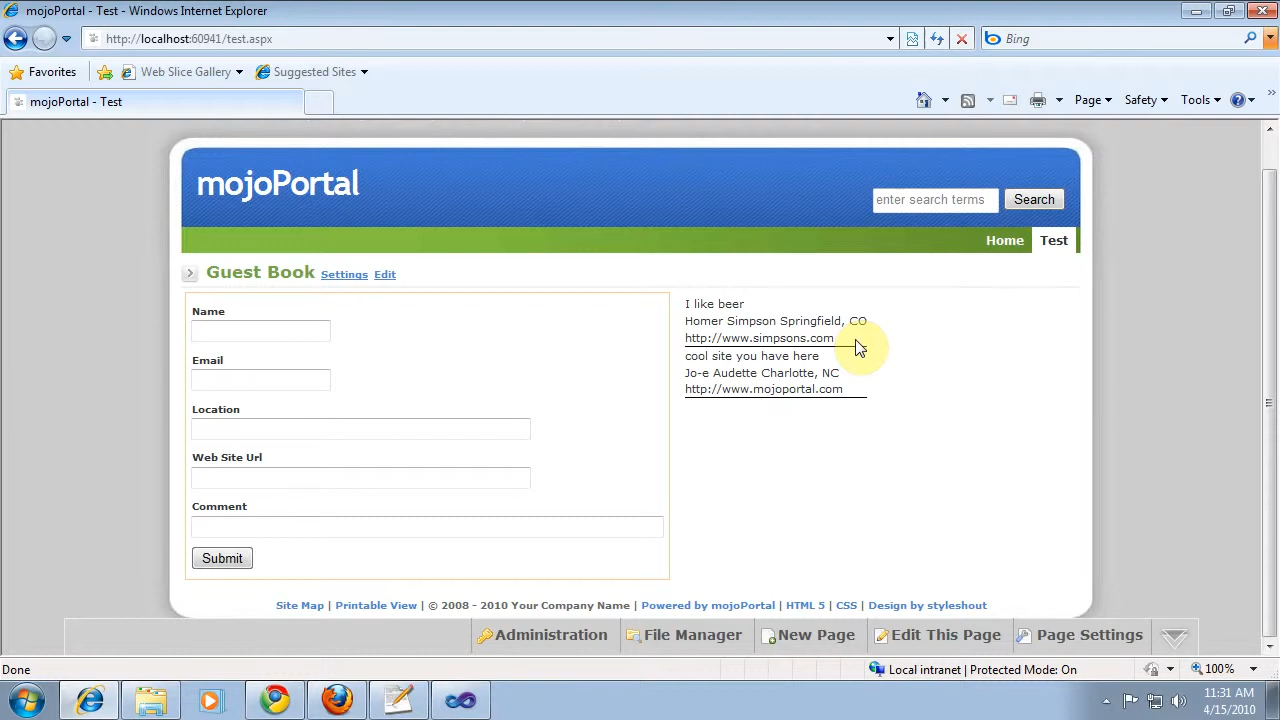 mojoPortal - Test - Windows Internet Explorer
http://localhost:60941/test.aspx
Bing
Favorites
Web Slice Gallery
Suggested Sites
mojoPortal - Test
Page
Safety
Tools
mojoPortal
enter search terms
Search
Home
Test
Guest Book Settings Edit
Name
Email
Location
Web Site Url
Comment
Submit
I like beer
Homer Simpson Springfield, CO
http://www.simpsons.com
cool site you have here
Jo-e Audette Charlotte, NC
http://www.mojoportal.com
Site Map | Printable View | © 2008 - 2010 Your Company Name | Powered by mojoPortal | HTML 5 | CSS | Design by styleshout
Administration
File Manager
New Page
Edit This Page
Page Settings
Done
Local intranet | Protected Mode: On
100%
11:31 AM
4/15/2010